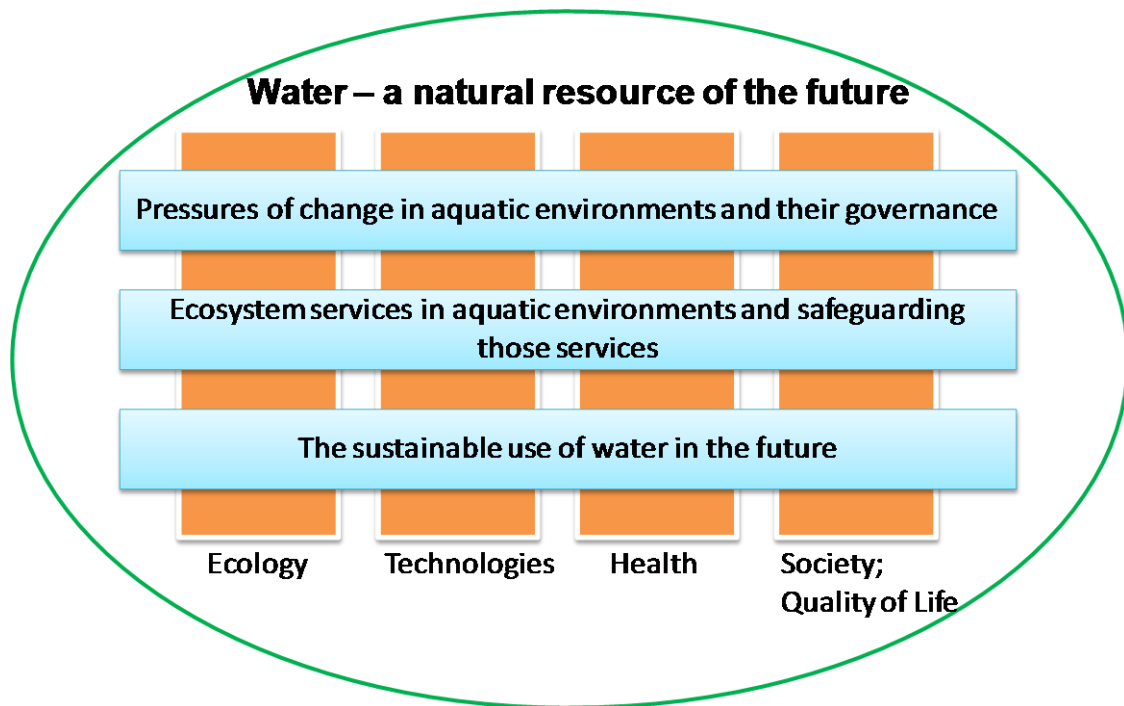 Water – a natural resource of the future
Pressures of change in aquatic environments and their governance
Ecosystem services in aquatic environments and safeguarding
those services
The sustainable use of water in the future
Ecology
Technologies
Health
Society;
Quality of Life